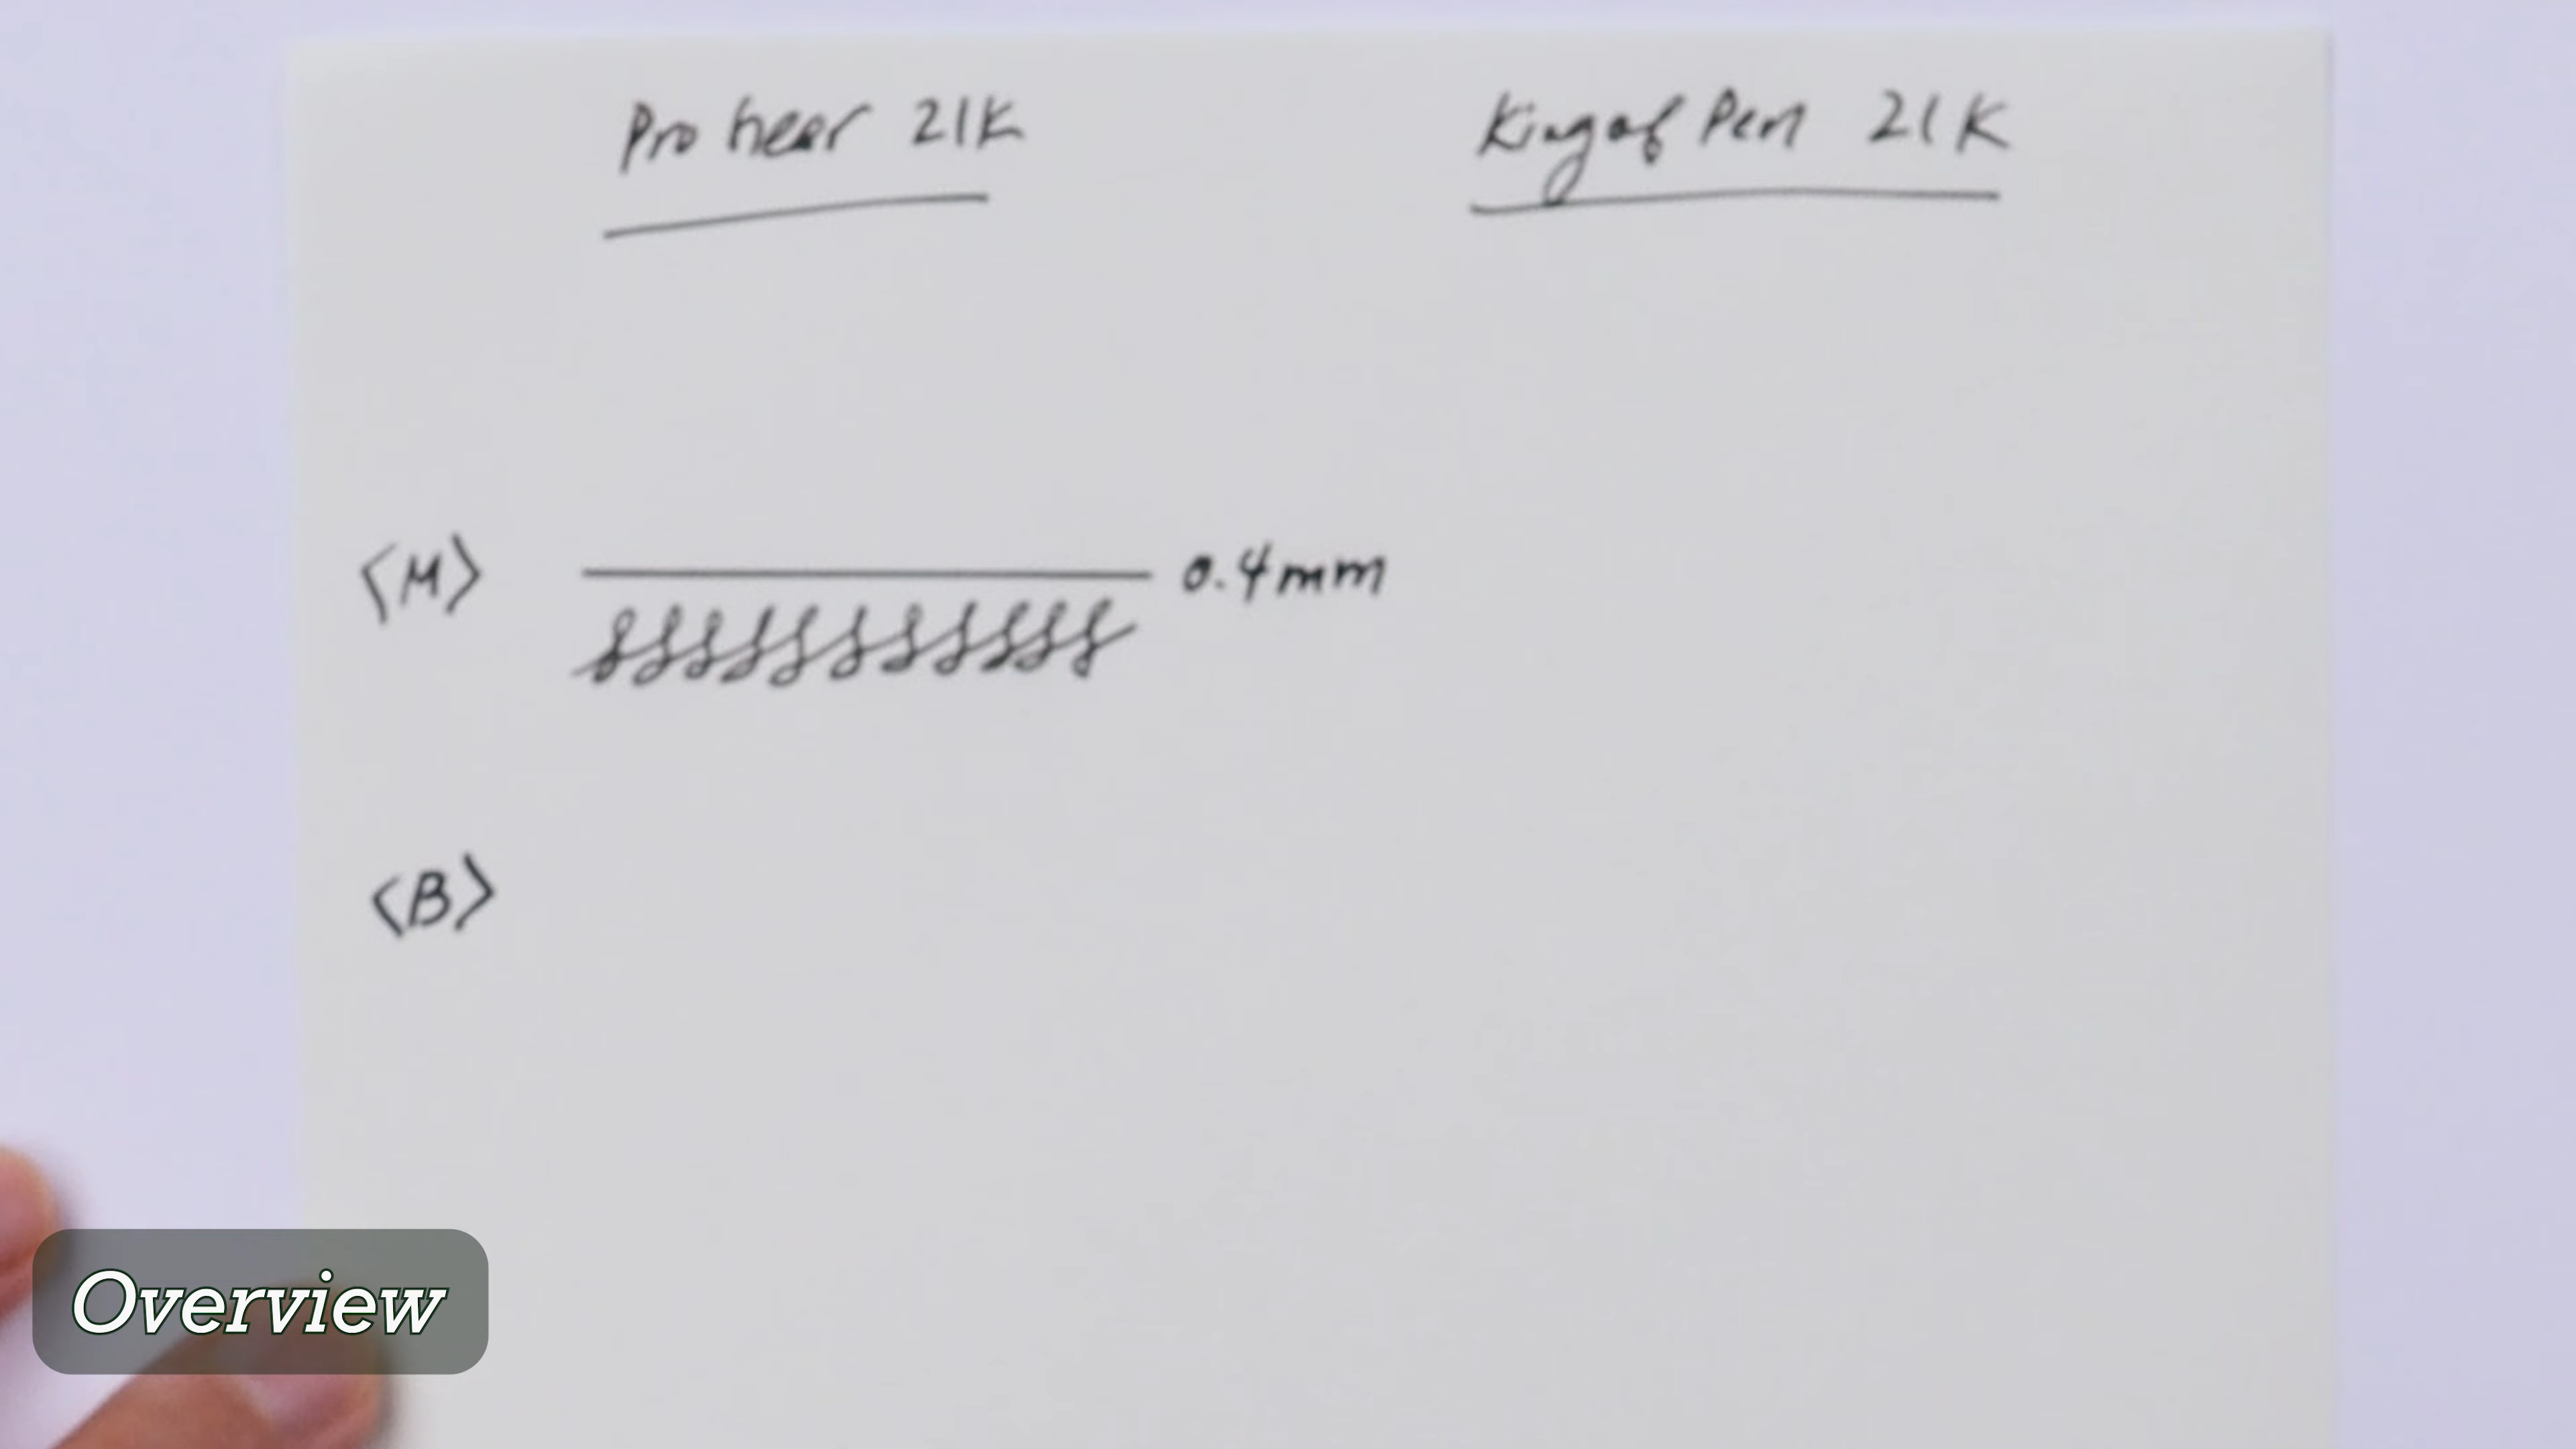 Pro Gear 21K
King of Pen 21K
<M>
0.4mm
<B>
Overview